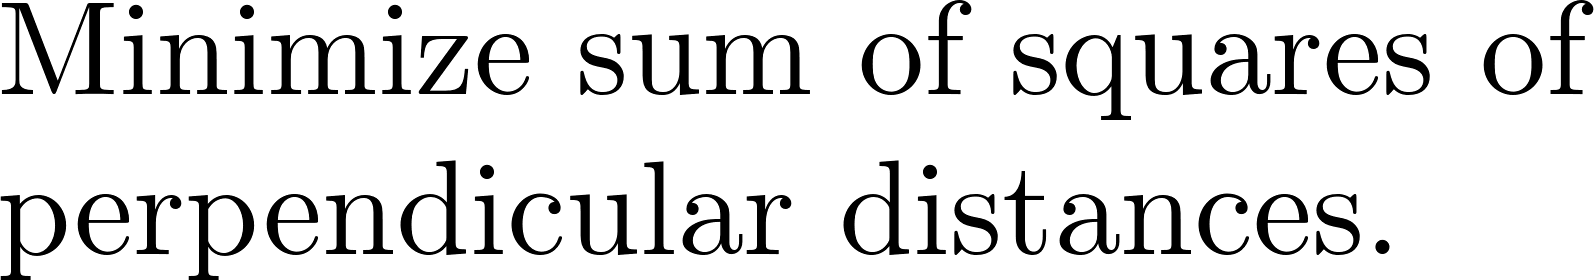 Minimize sum of squares of
perpendicular distances.